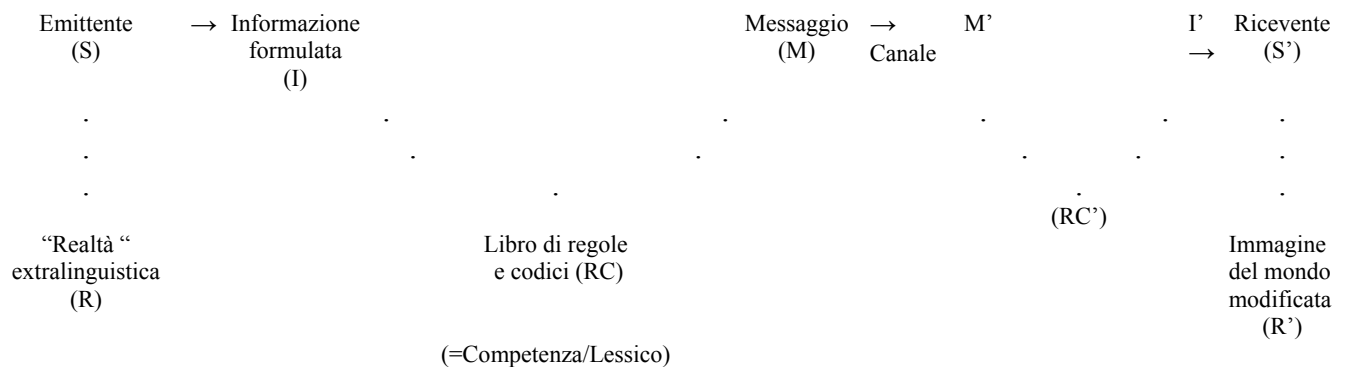 Emittente → Informazione Messaggio → M’ I’ Ricevente
(S) formulata (M) Canale → (S’)
(I)
. . . . . .
. . . . . .
. . . .
(RC’)
“Realtà “ Libro di regole Immagine
extralinguistica e codici (RC) del mondo
(R) modificata
(R’)
(=Competenza/Lessico)